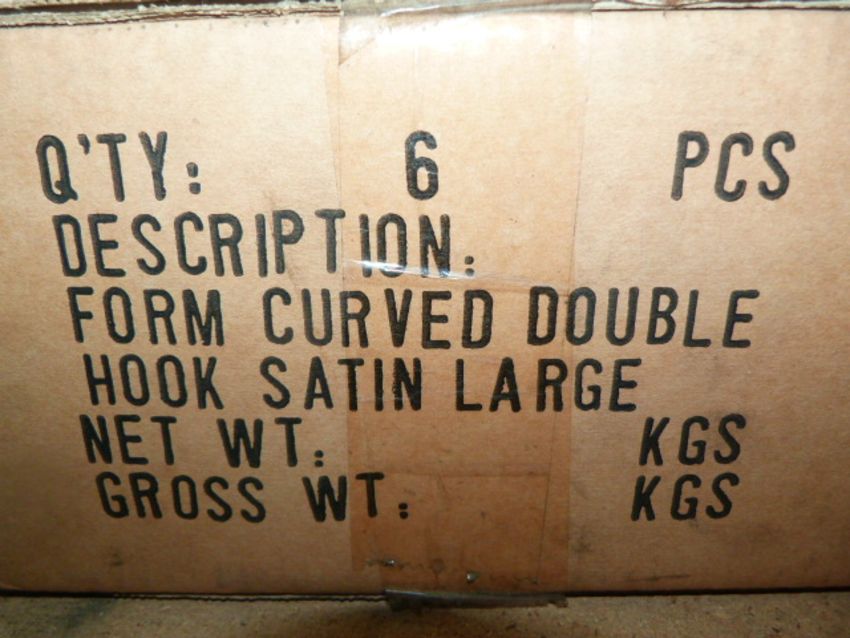 Q'TY: 6 PCS
DESCRIPTION:
FORM CURVED DOUBLE
HOOK SATIN LARGE
NET WT: KGS
GROSS WT: KGS